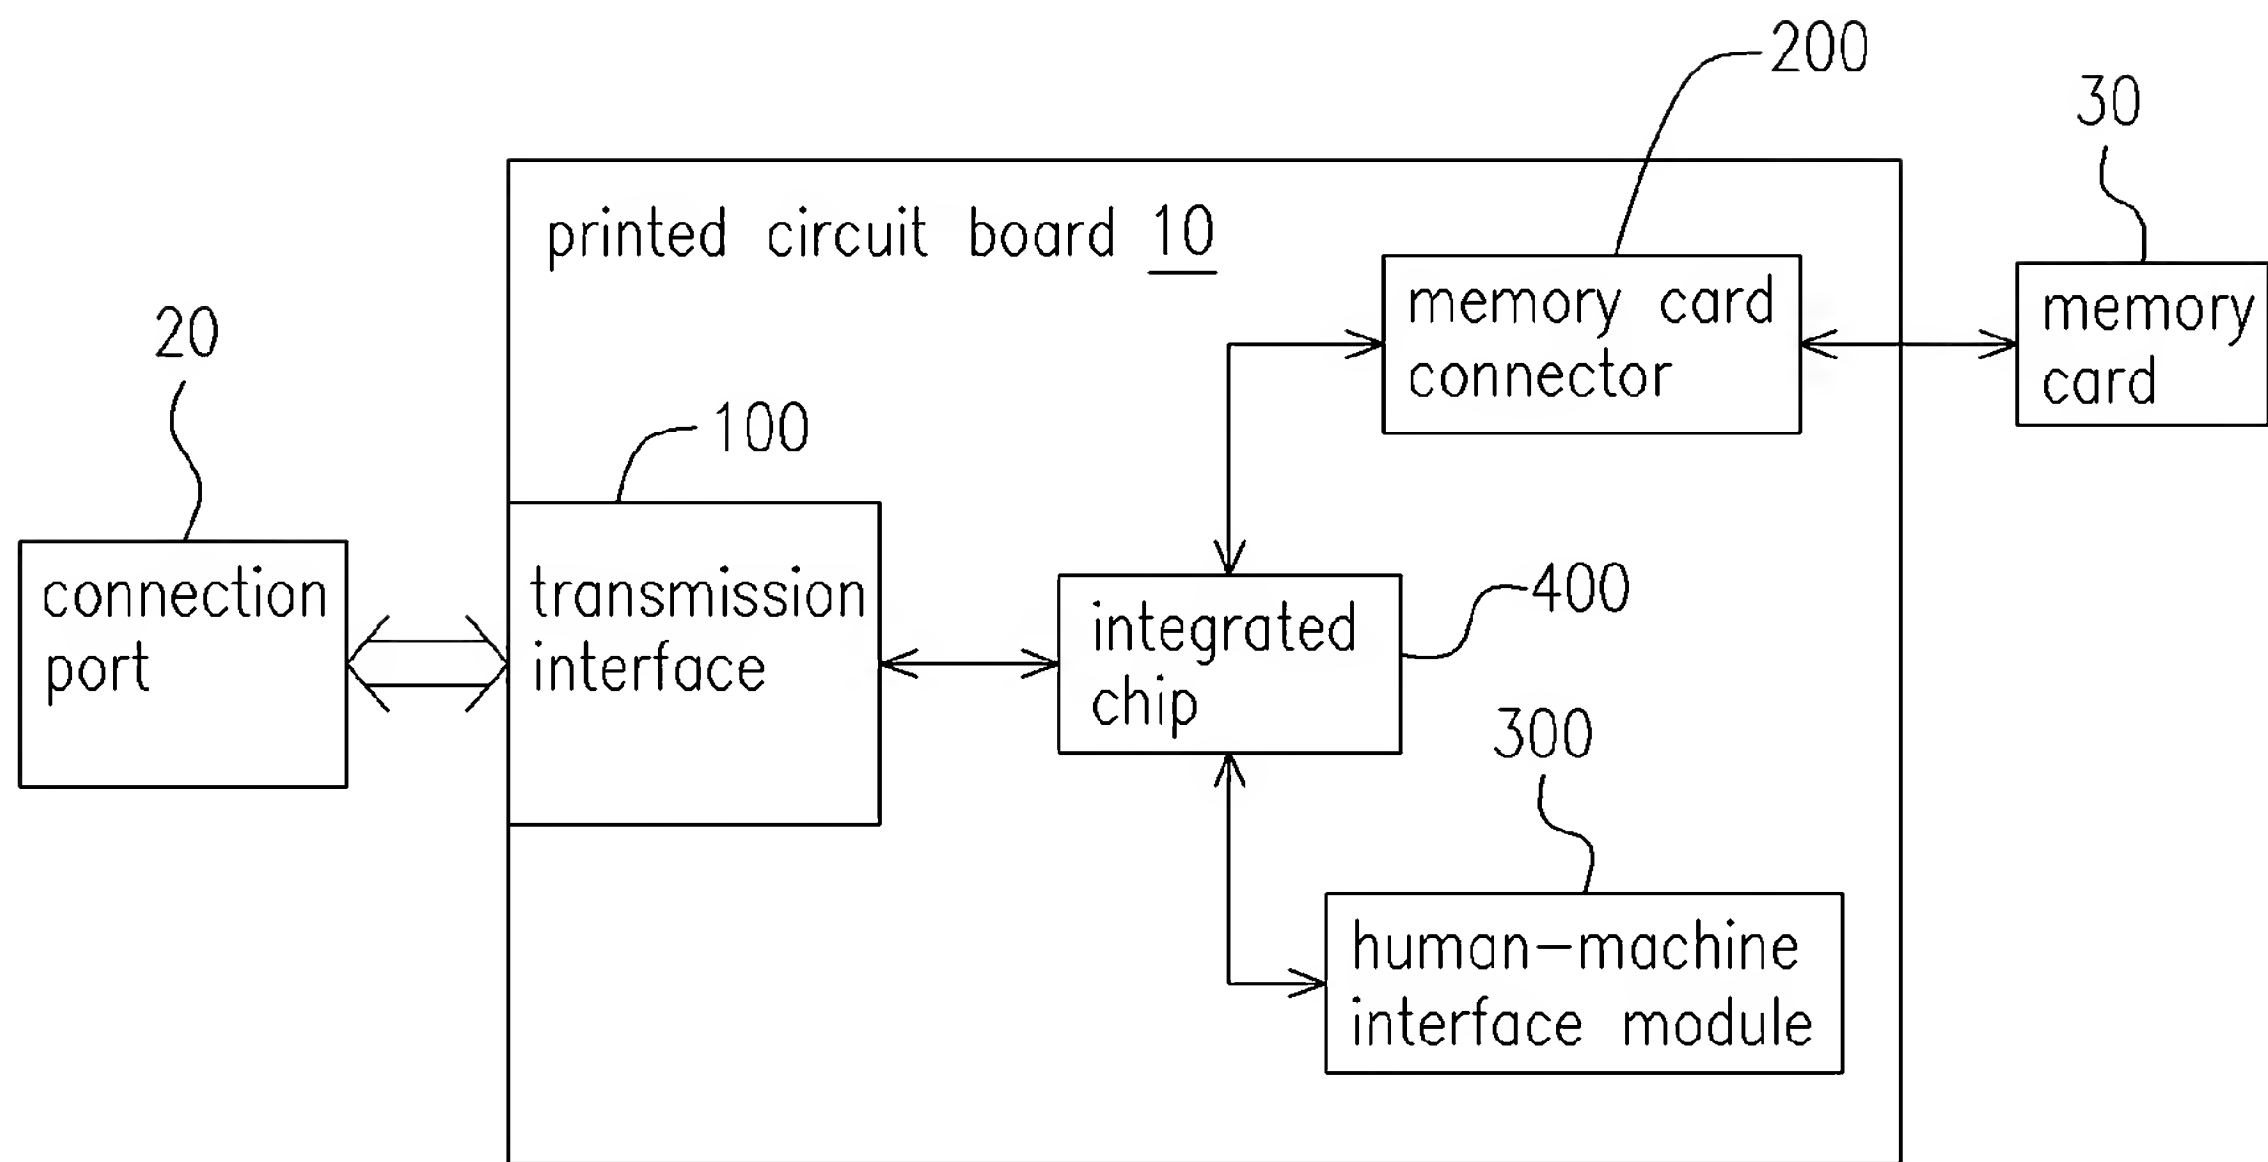 200
30
printed circuit board 10
memory card
connector
memory
card
20
100
connection
port
transmission
interface
400
integrated
chip
300
human-machine
interface module